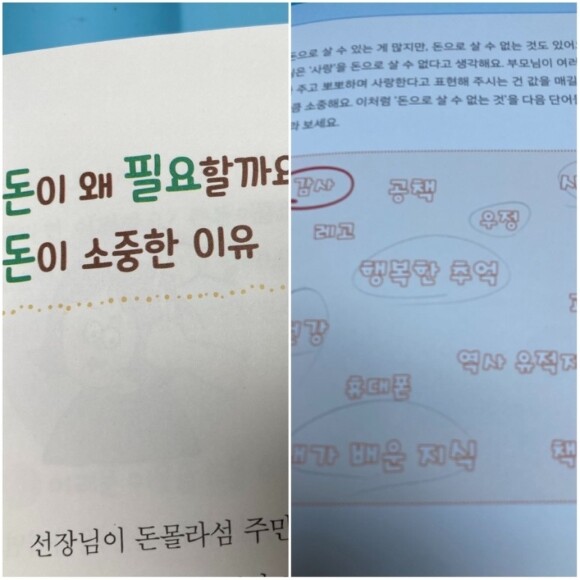 돈이 왜 필요할까요
돈이 소중한 이유
선장님이 돈몰라섬 주민
돈으로 살 수 있는 게 많지만, 돈으로 살 수 없는 것도 있어
은 '사랑'을 돈으로 살 수 없다고 생각해요. 부모님이 여러
주고 뽀뽀하며 사랑한다고 표현해 주시는 건 값을 매길
큼 소중해요. 이처럼 '돈으로 살 수 없는 것'을 다음 단어
보세요.
감사 공책
레고 우정
행복한 추억
건강
역사 유적지
휴대폰
내가 배운 지식 책